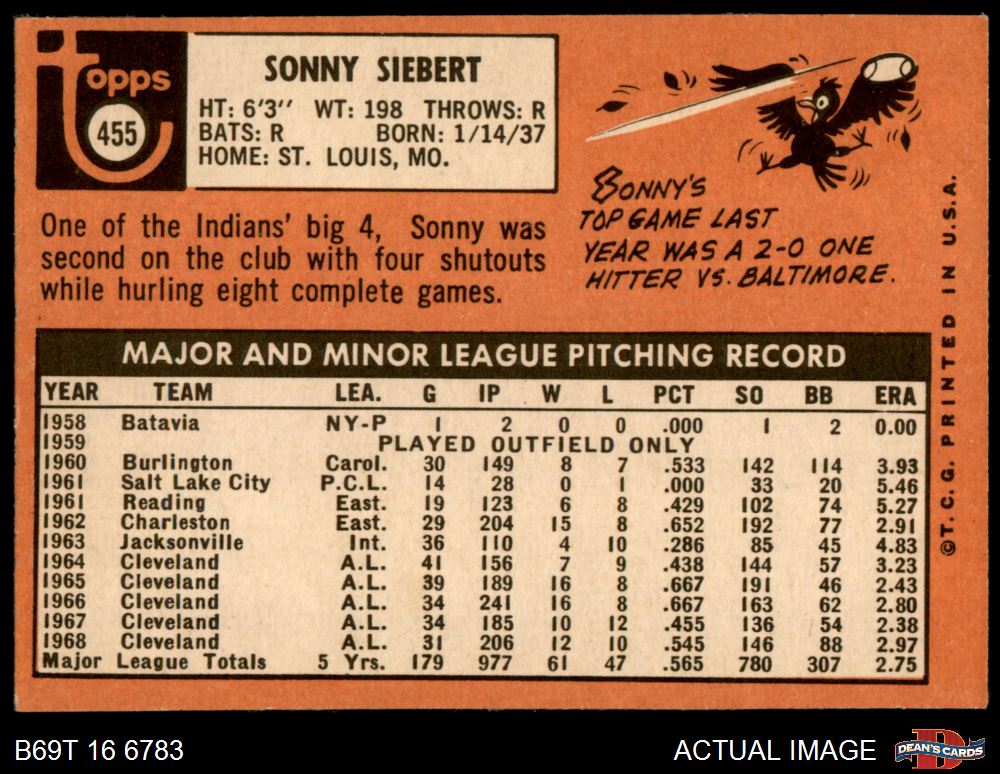 Topps
455
SONNY SIEBERT
HT: 6'3" WT: 198 THROWS: R
BATS: R BORN: 1/14/37
HOME: ST. LOUIS, MO.
One of the Indians' big 4, Sonny was
second on the club with four shutouts
while hurling eight complete games.
SONNY'S
TOP GAME LAST
YEAR WAS A 2-0 ONE
HITTER VS. BALTIMORE.
MAJOR AND MINOR LEAGUE PITCHING RECORD
YEAR TEAM LEA. G IP W L PCT SO BB ERA
1958 Batavia NY-P 1 2 0 0 .000 1 2 0.00
1959 PLAYED OUTFIELD ONLY
1960 Burlington Carol. 30 149 8 7 .533 142 114 3.93
1961 Salt Lake City P.C.L. 14 28 0 1 .000 33 20 5.46
1961 Reading East. 19 123 6 8 .429 102 74 5.27
1962 Charleston East. 29 204 15 8 .652 192 77 2.91
1963 Jacksonville Int. 36 110 4 10 .286 85 45 4.83
1964 Cleveland A.L. 41 156 7 9 .438 144 57 3.23
1965 Cleveland A.L. 39 189 16 8 .667 191 46 2.43
1966 Cleveland A.L. 34 241 16 8 .667 163 62 2.80
1967 Cleveland A.L. 34 185 10 12 .455 136 54 2.38
1968 Cleveland A.L. 31 206 12 10 .545 146 88 2.97
Major League Totals 5 Yrs. 179 977 61 47 .565 780 307 2.75
©T.C.G. PRINTED IN U.S.A.
B69T 16 6783
ACTUAL IMAGE
D
DEAN'S CARDS